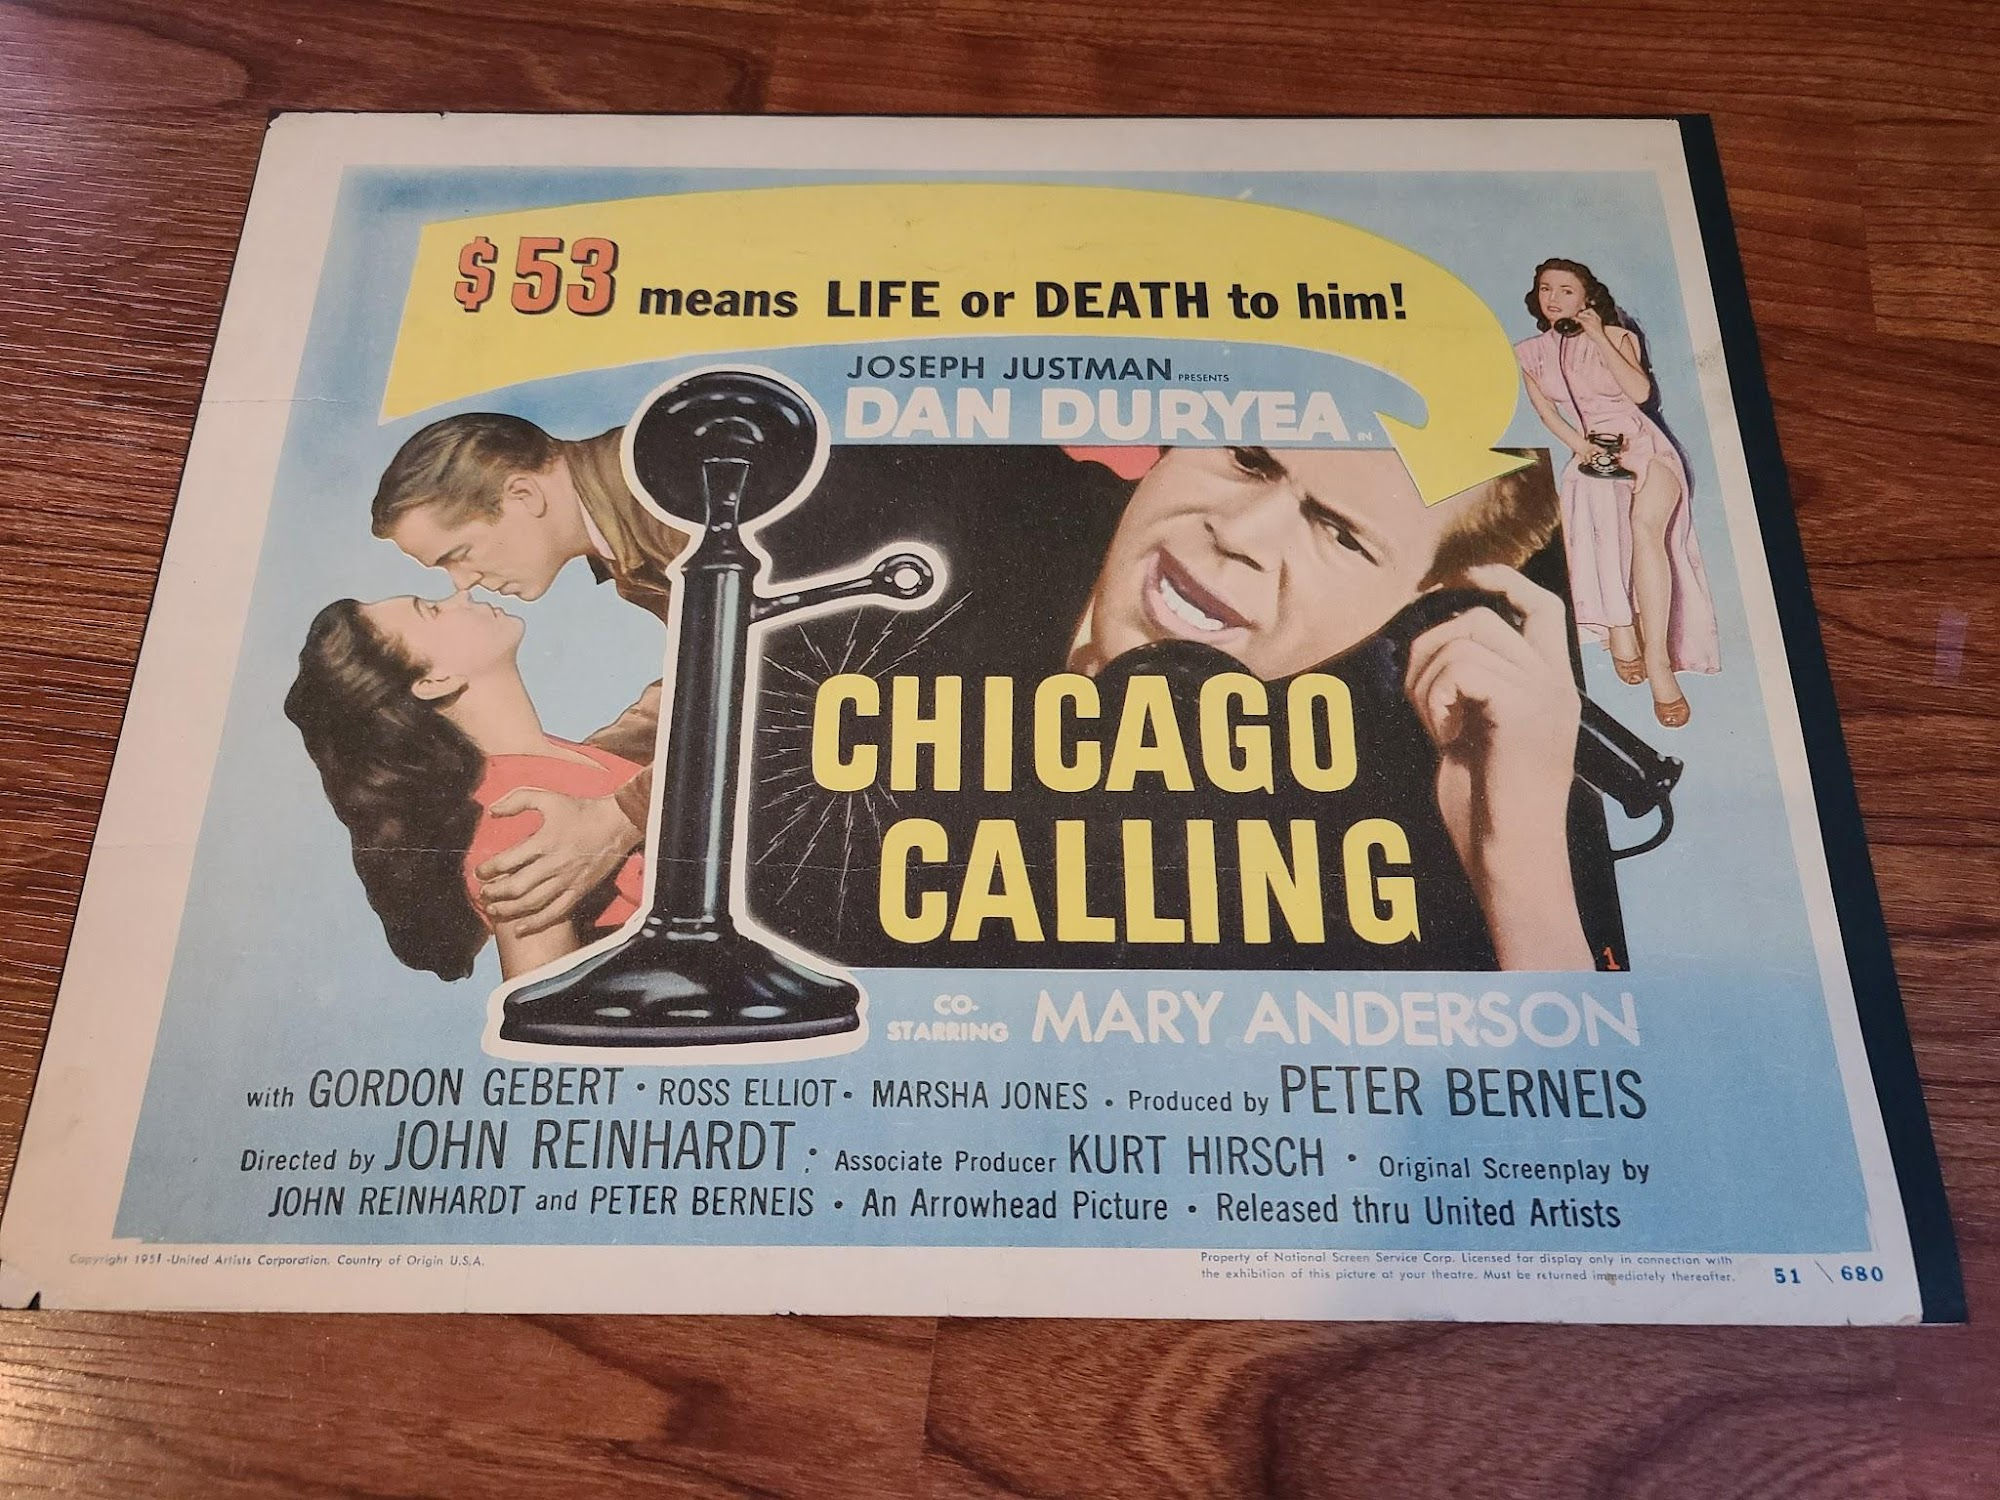 $53 means LIFE or DEATH to him!
JOSEPH JUSTMAN PRESENTS
DAN DURYEA IN
CHICAGO
CALLING
1
CO-
STARRING MARY ANDERSON
with GORDON GEBERT · ROSS ELLIOT · MARSHA JONES · Produced by PETER BERNEIS
Directed by JOHN REINHARDT · Associate Producer KURT HIRSCH · Original Screenplay by
JOHN REINHARDT and PETER BERNEIS · An Arrowhead Picture · Released thru United Artists
Copyright 1951 - United Artists Corporation. Country of Origin U.S.A.
Property of National Screen Service Corp. Licensed for display only in connection with
the exhibition of this picture at your theatre. Must be returned immediately thereafter.
51 \ 680